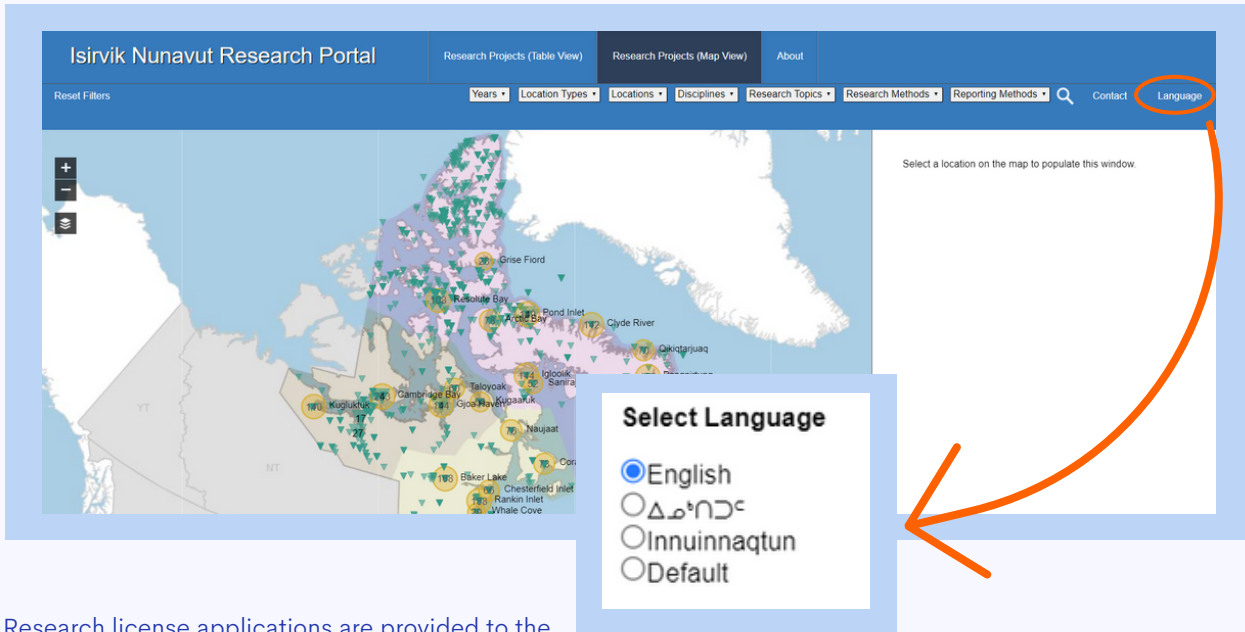 Isirvik Nunavut Research Portal
Research Projects (Table View)
Research Projects (Map View)
About
Reset Filters
Years
Location Types
Locations
Disciplines
Research Topics
Research Methods
Reporting Methods
Contact
Language
Select a location on the map to populate this window.
+
−
Grise Fiord
Resolute Bay
Pond Inlet
Arctic Bay
Clyde River
Qikiqtarjuaq
Igloolik
Taloyoak
Cambridge Bay
Gjoa Haven
Kugaaruk
Kugluktuk
17
27
Naujaat
YT
NT
Baker Lake
Chesterfield Inlet
Rankin Inlet
Whale Cove
Select Language
English
ᐃᓄᒃᑎᑐᑦ
Innuinnaqtun
Default
Research license applications are provided to the